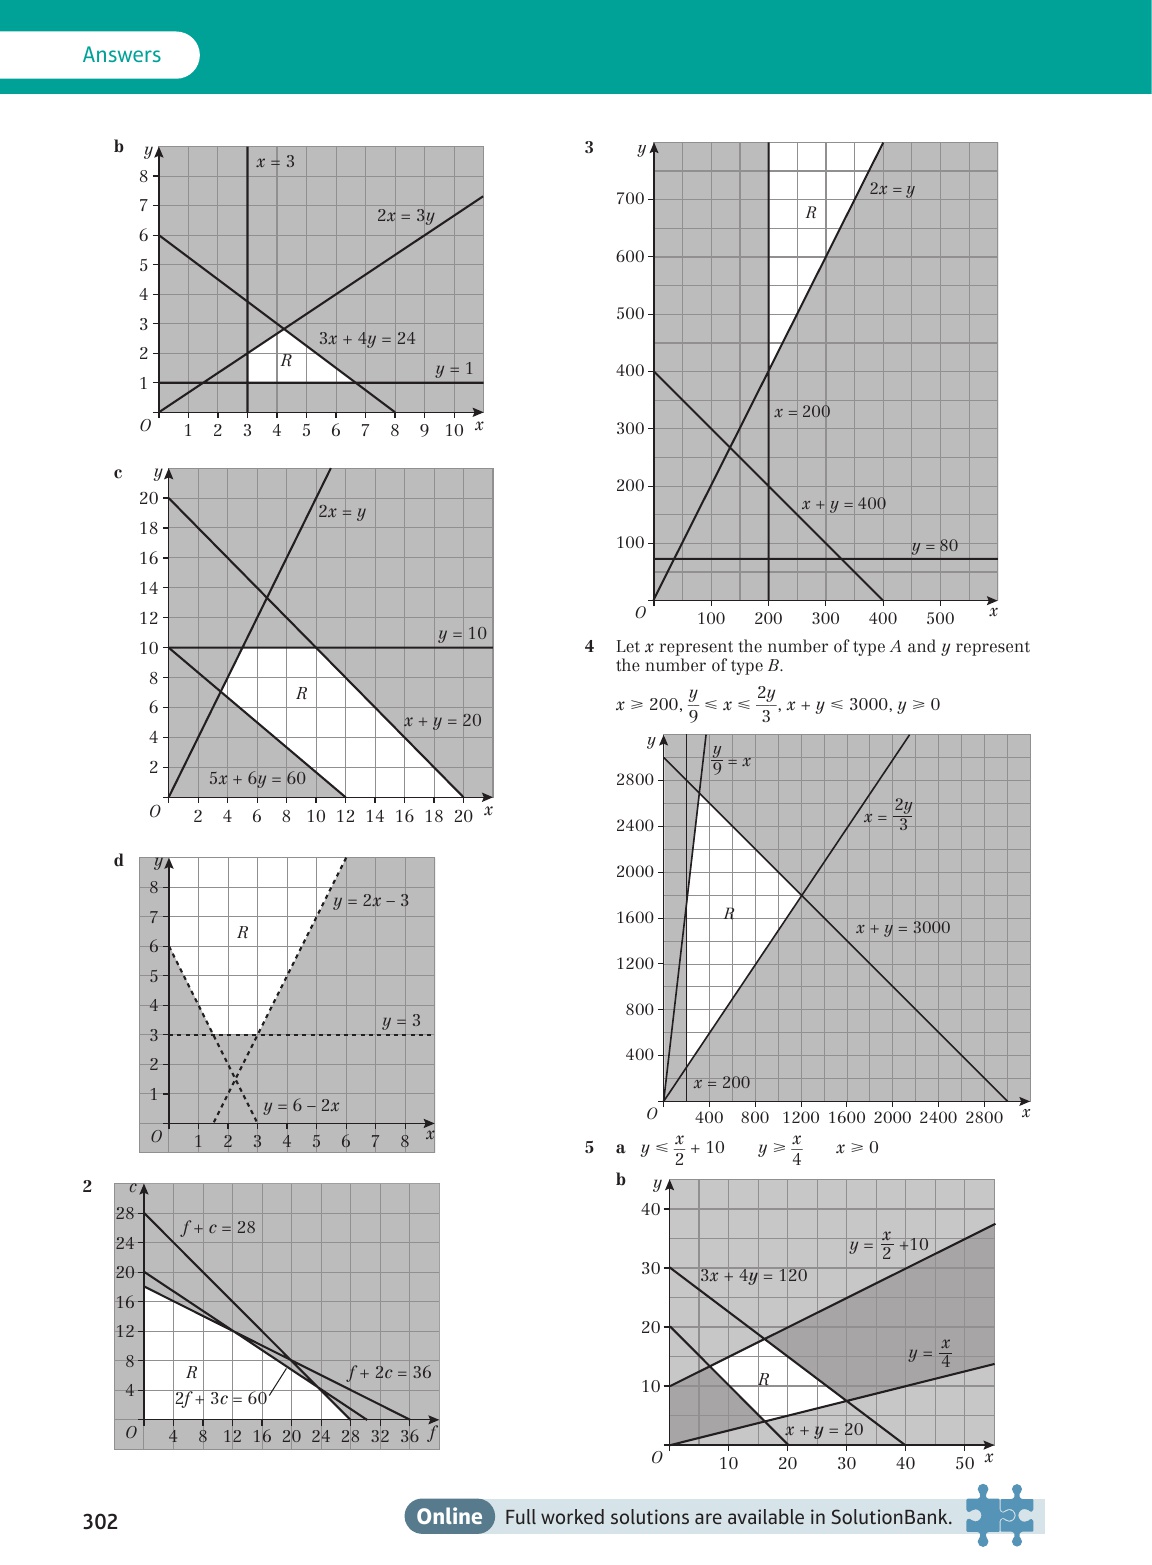 Answers
b
y
x = 3
8
7
2x = 3y
6
5
4
3
3x + 4y = 24
2
R
y = 1
1
O
1 2 3 4 5 6 7 8 9 10 x
c
y
20
2x = y
18
16
14
12
y = 10
10
8
R
6
x + y = 20
4
2
5x + 6y = 60
O
2 4 6 8 10 12 14 16 18 20 x
d
y
8
y = 2x – 3
7
R
6
5
4
y = 3
3
2
1
y = 6 – 2x
O
1 2 3 4 5 6 7 8 x
2
c
28
f + c = 28
24
20
16
12
8
R
f + 2c = 36
4
2f + 3c = 60
O
4 8 12 16 20 24 28 32 36 f
3
y
2x = y
700
R
600
500
400
x = 200
300
200
x + y = 400
100
y = 80
O
100 200 300 400 500 x
4 Let x represent the number of type A and y represent
the number of type B.
x ⩾ 200, y/9 ⩽ x ⩽ 2y/3, x + y ⩽ 3000, y ⩾ 0
y
y/9 = x
2800
x = 2y/3
2400
2000
1600
R
x + y = 3000
1200
800
400
x = 200
O
400 800 1200 1600 2000 2400 2800 x
5 a y ⩽ x/2 + 10 y ⩾ x/4 x ⩾ 0
b
y
40
y = x/2 +10
30
3x + 4y = 120
20
y = x/4
10
R
x + y = 20
O
10 20 30 40 50 x
302
Online Full worked solutions are available in SolutionBank.